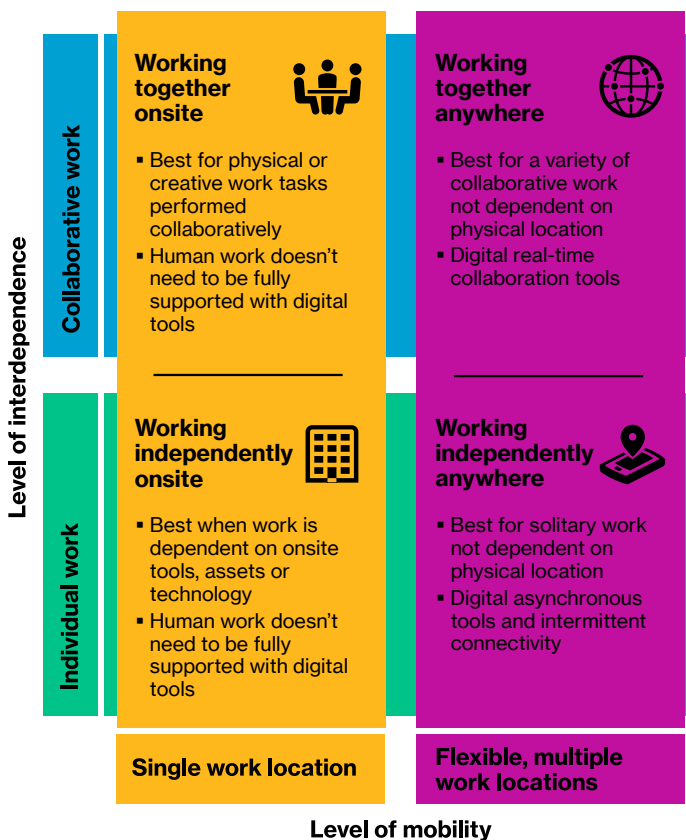 Level of interdependence
Collaborative work
Working
together
onsite
▪ Best for physical or
creative work tasks
performed
collaboratively
▪ Human work doesn’t
need to be fully
supported with digital
tools
Working
together
anywhere
▪ Best for a variety of
collaborative work
not dependent on
physical location
▪ Digital real-time
collaboration tools
Individual work
Working
independently
onsite
▪ Best when work is
dependent on onsite
tools, assets or
technology
▪ Human work doesn’t
need to be fully
supported with digital
tools
Working
independently
anywhere
▪ Best for solitary work
not dependent on
physical location
▪ Digital asynchronous
tools and intermittent
connectivity
Single work location
Flexible, multiple
work locations
Level of mobility